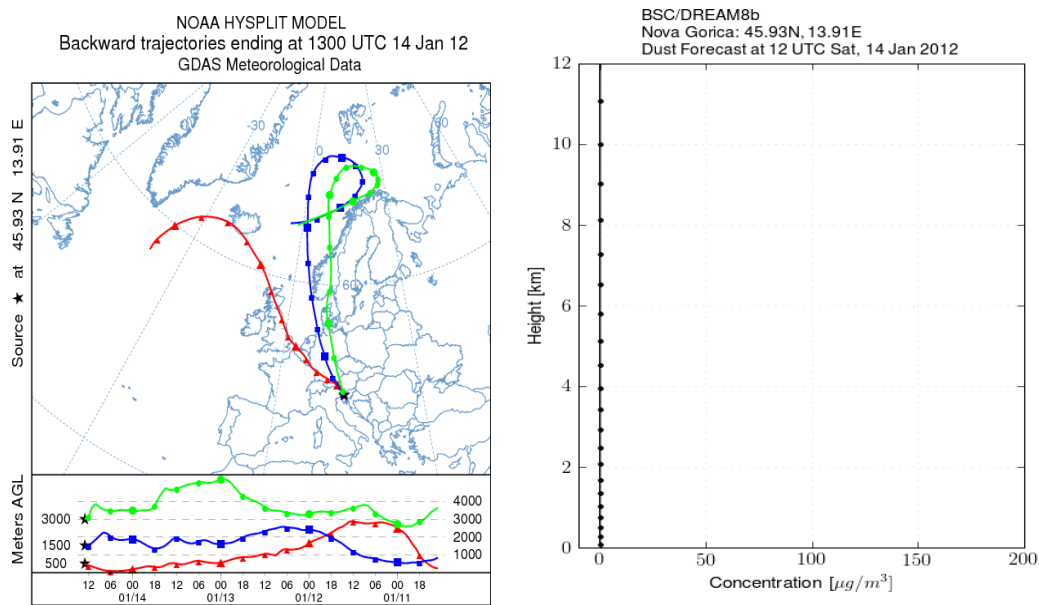 NOAA HYSPLIT MODEL
Backward trajectories ending at 1300 UTC 14 Jan 12
GDAS Meteorological Data
Source ★ at 45.93 N 13.91 E
-30
0
30
60
Meters AGL
3000
1500
500
4000
3000
2000
1000
12 06 00 18 12 06 00 18 12 06 00 18 12 06 00 18
01/14 01/13 01/12 01/11
BSC/DREAM8b
Nova Gorica: 45.93N, 13.91E
Dust Forecast at 12 UTC Sat, 14 Jan 2012
Height [km]
12
10
8
6
4
2
0
0 50 100 150 200
Concentration [μg/m³]